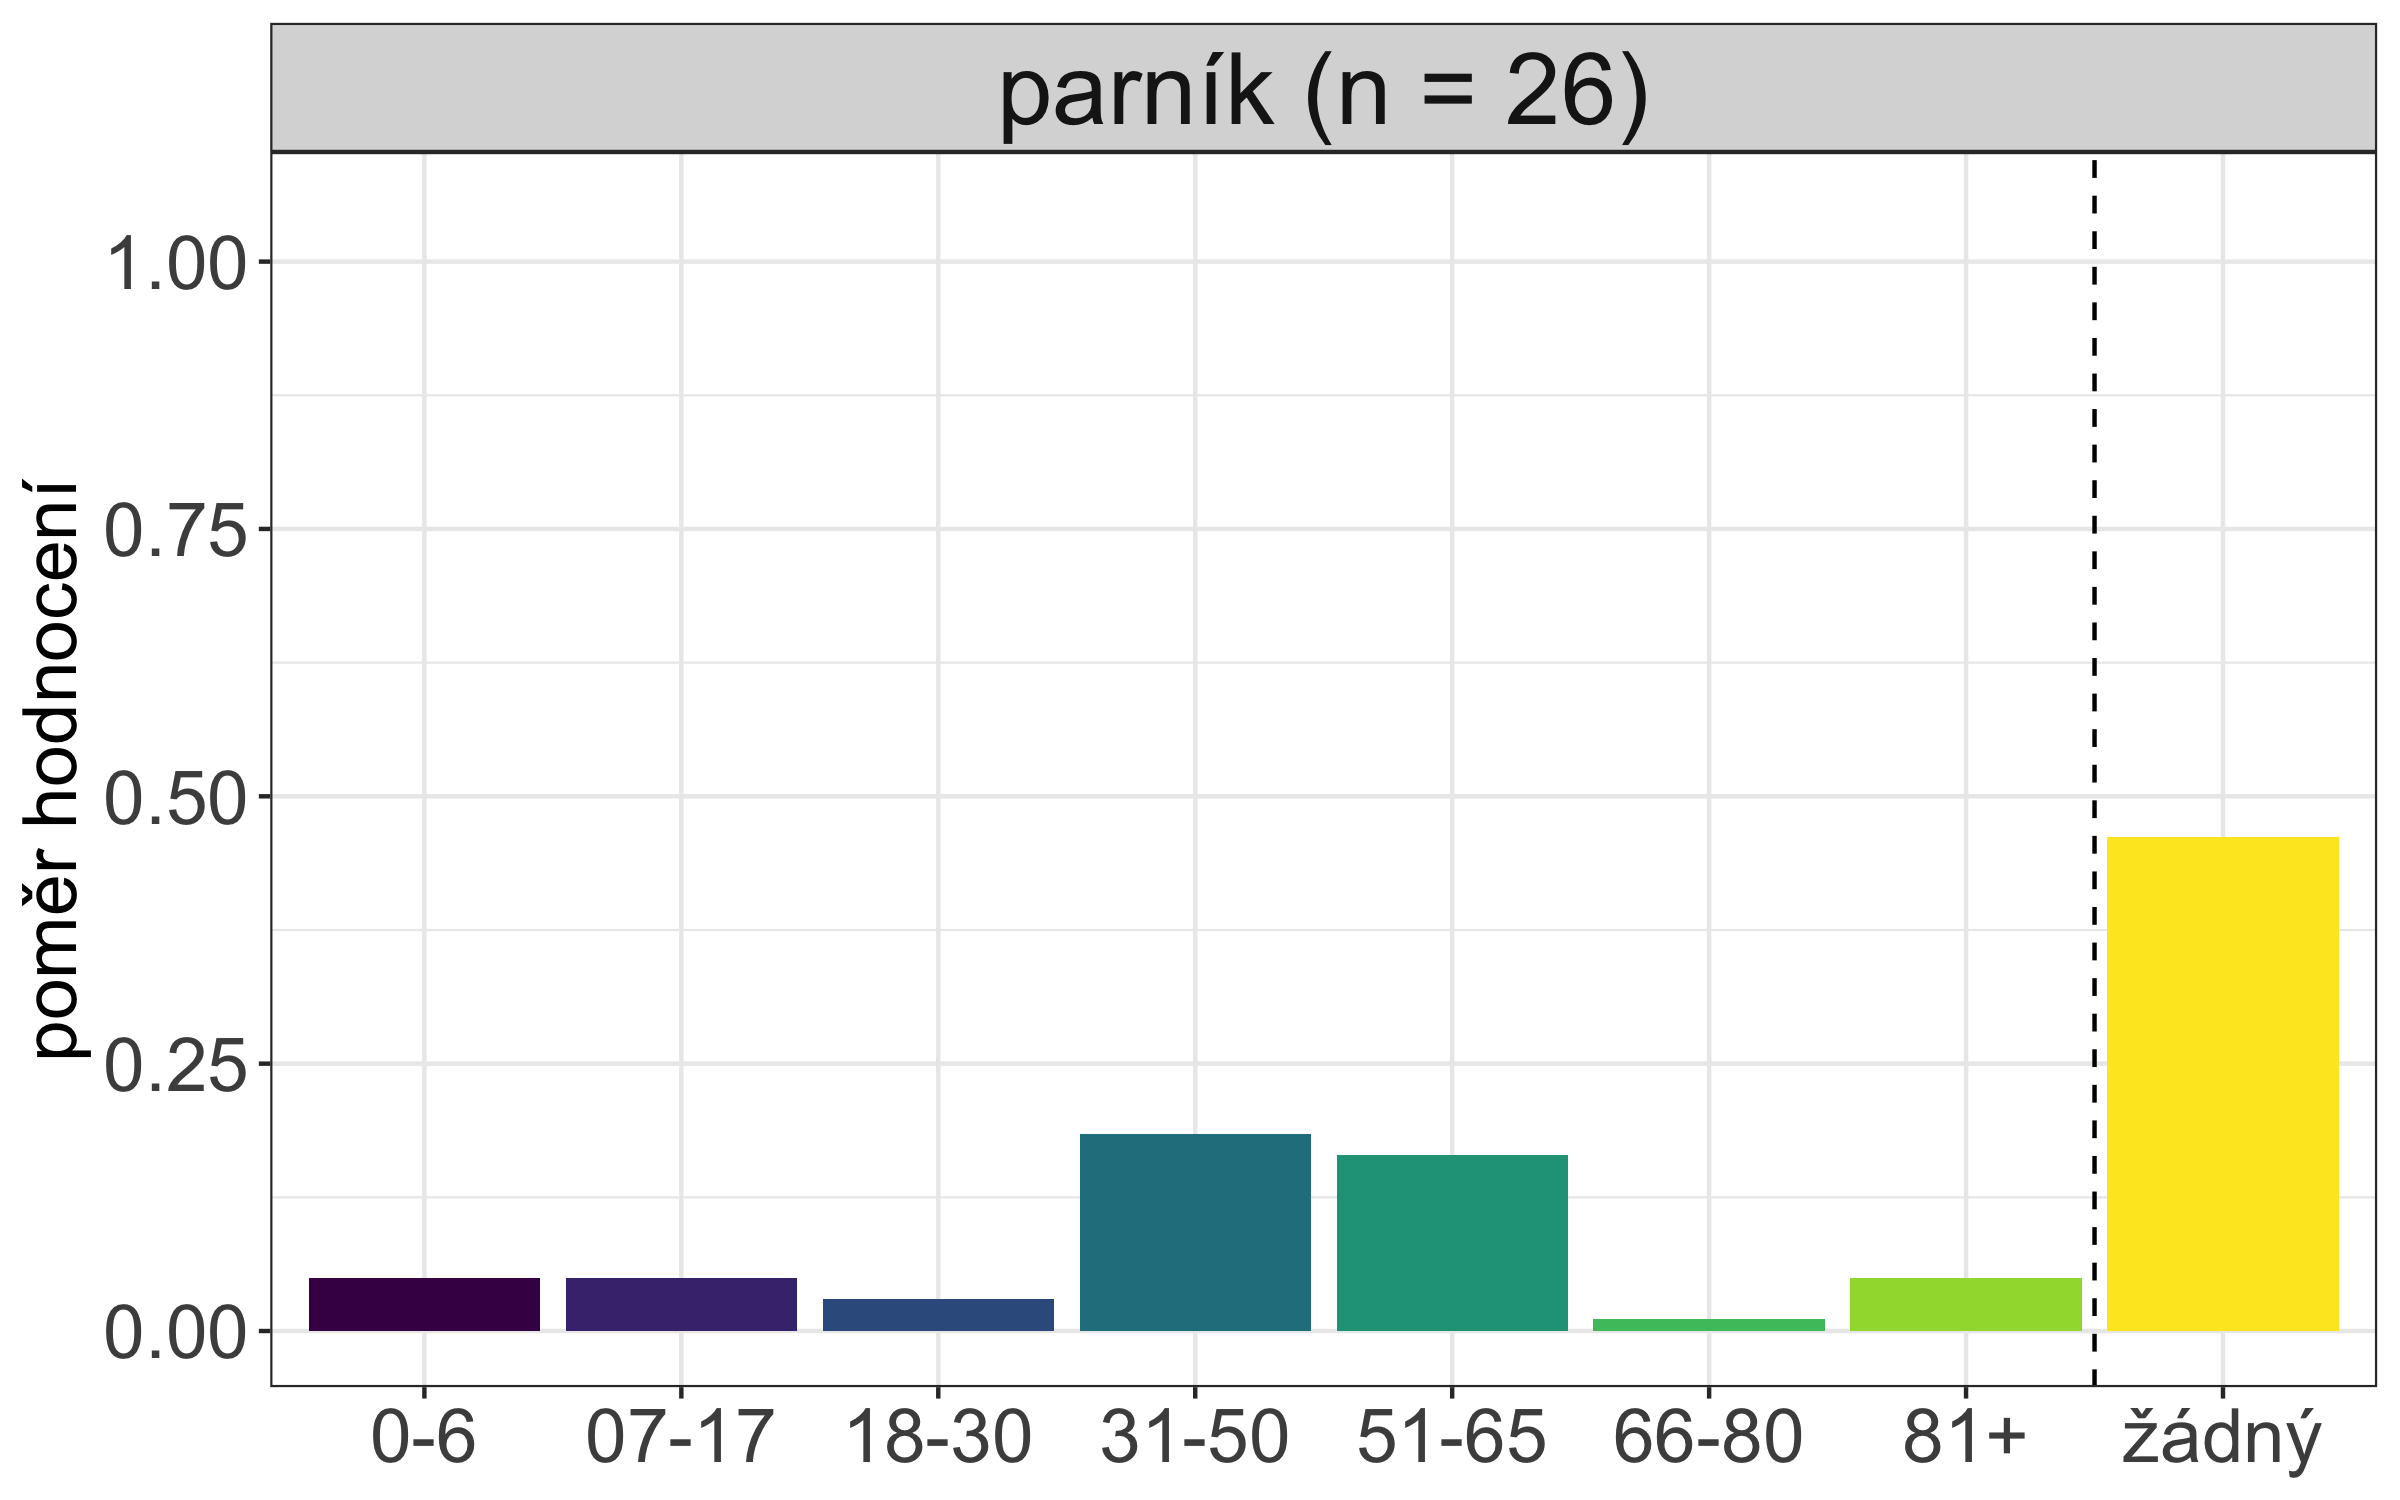 parník (n = 26)
poměr hodnocení
1.00
0.75
0.50
0.25
0.00
0-6 07-17 18-30 31-50 51-65 66-80 81+ žádný